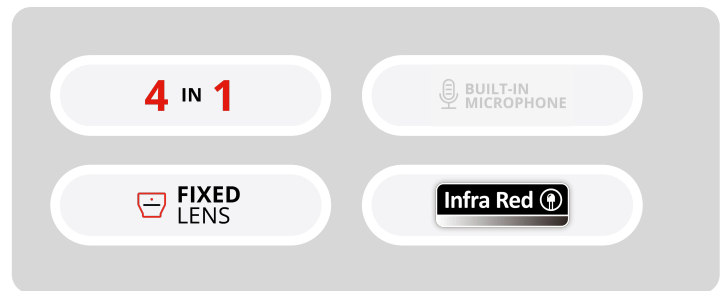 4 IN 1
BUILT-IN
MICROPHONE
FIXED
LENS
Infra Red